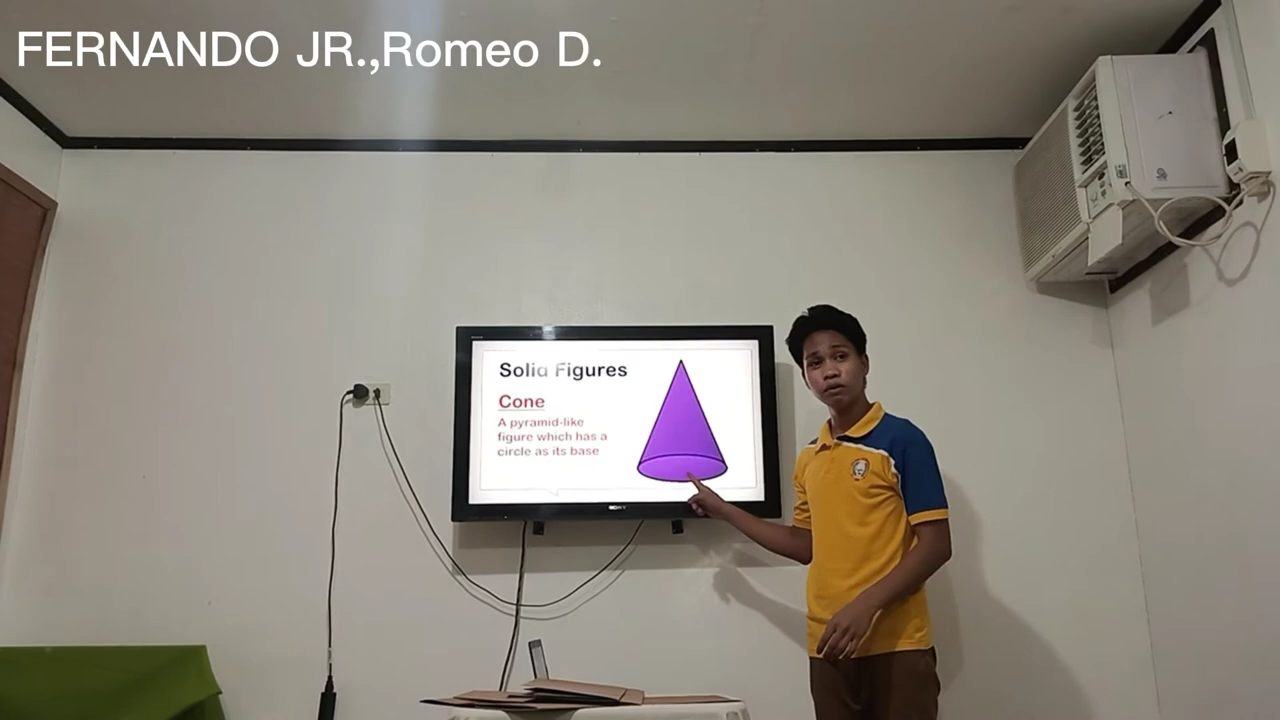 FERNANDO JR.,Romeo D.
Solid Figures
Cone
A pyramid-like
figure which has a
circle as its base
SONY